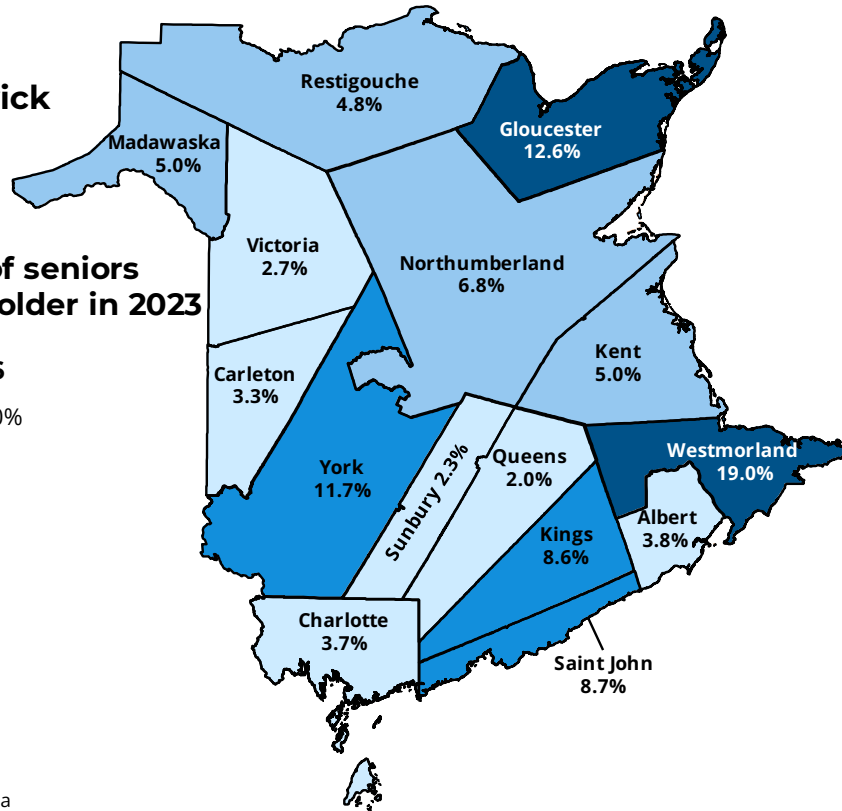 ick
of seniors
older in 2023
s
0%
Restigouche
4.8%
Gloucester
12.6%
Madawaska
5.0%
Victoria
2.7%
Northumberland
6.8%
Kent
5.0%
Carleton
3.3%
Westmorland
19.0%
York
11.7%
Sunbury 2.3%
Queens
2.0%
Albert
3.8%
Kings
8.6%
Charlotte
3.7%
Saint John
8.7%
a